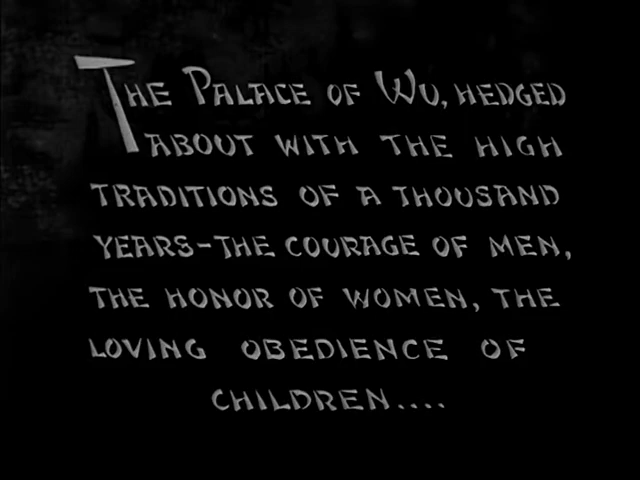 THE PALACE OF WU, HEDGED
ABOUT WITH THE HIGH
TRADITIONS OF A THOUSAND
YEARS-THE COURAGE OF MEN,
THE HONOR OF WOMEN, THE
LOVING OBEDIENCE OF
CHILDREN....